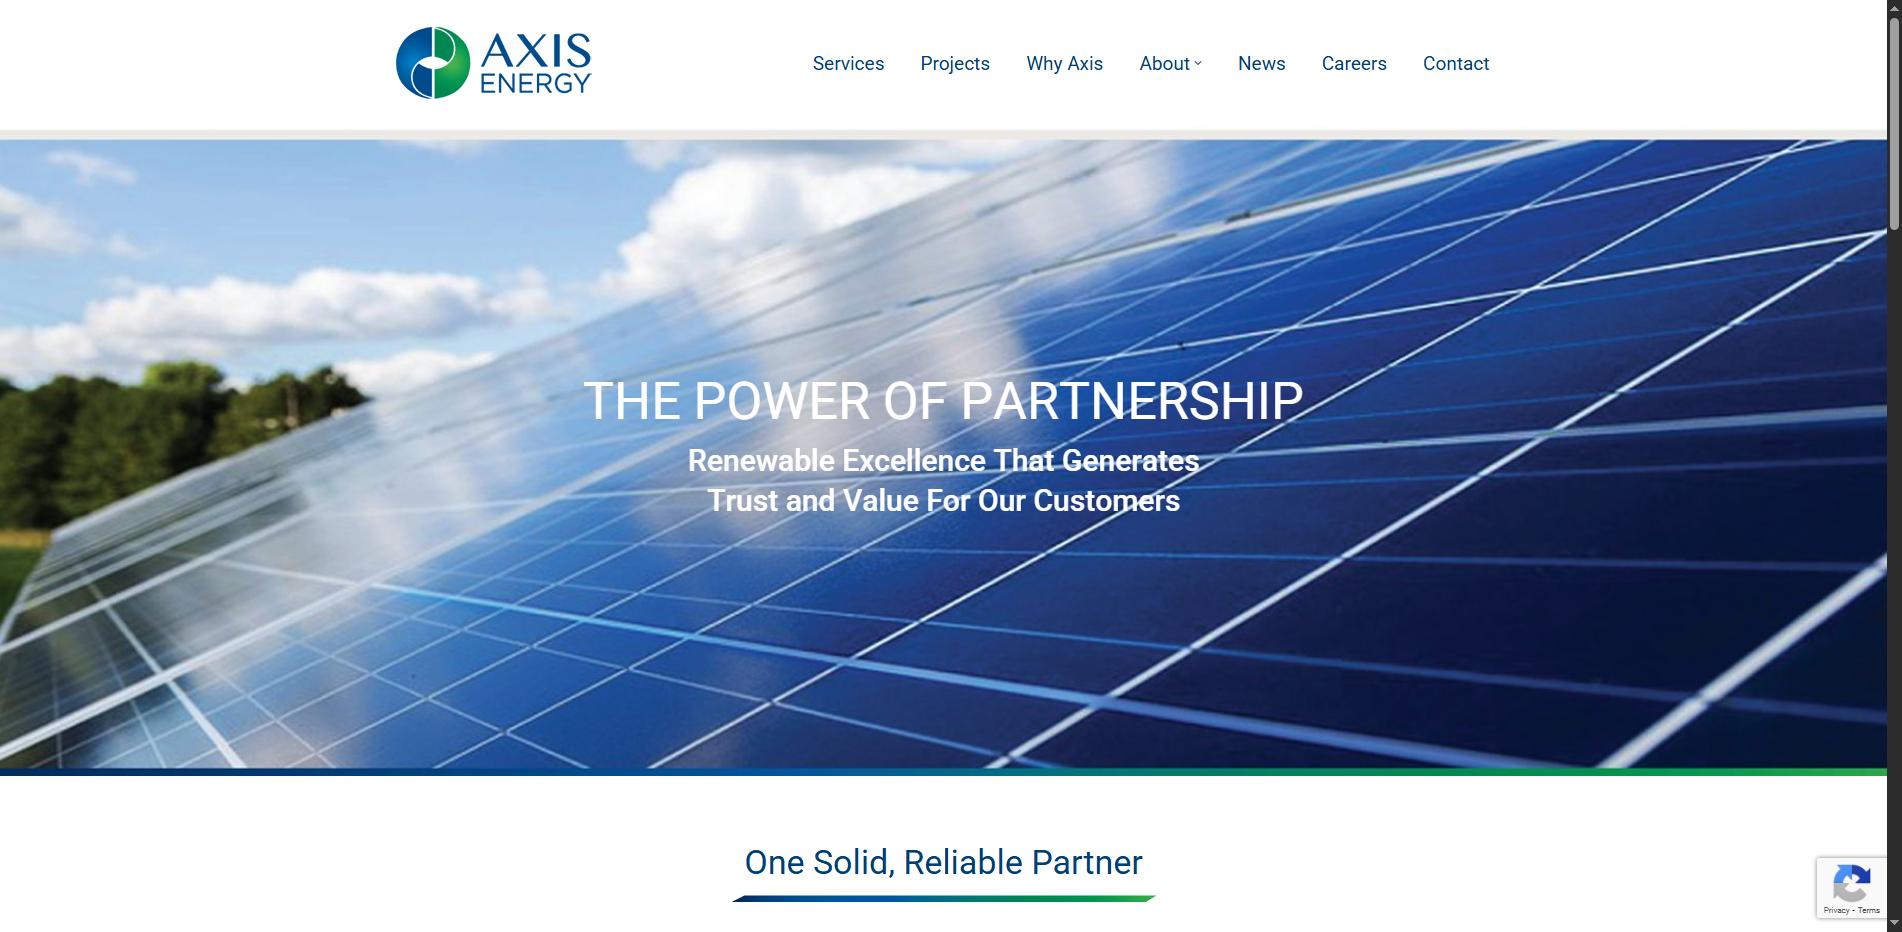 AXIS
ENERGY
Services
Projects
Why Axis
About
News
Careers
Contact
THE POWER OF PARTNERSHIP
Renewable Excellence That Generates
Trust and Value For Our Customers
One Solid, Reliable Partner
Privacy - Terms